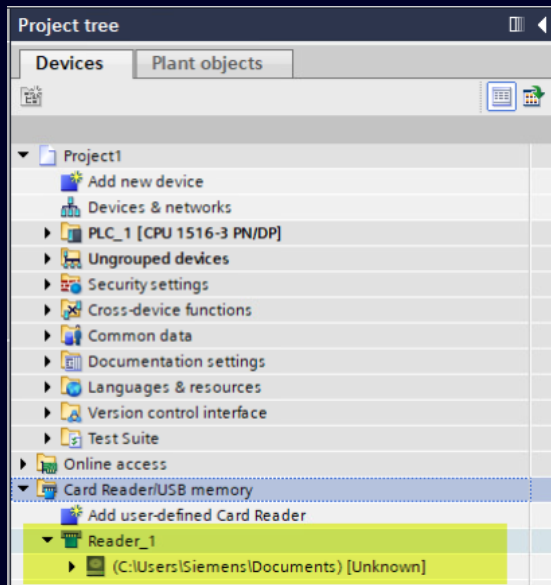 Project tree
Devices
Plant objects
Project1
Add new device
Devices & networks
PLC_1 [CPU 1516-3 PN/DP]
Ungrouped devices
Security settings
Cross-device functions
Common data
Documentation settings
Languages & resources
Version control interface
Test Suite
Online access
Card Reader/USB memory
Add user-defined Card Reader
Reader_1
(C:\Users\Siemens\Documents) [Unknown]